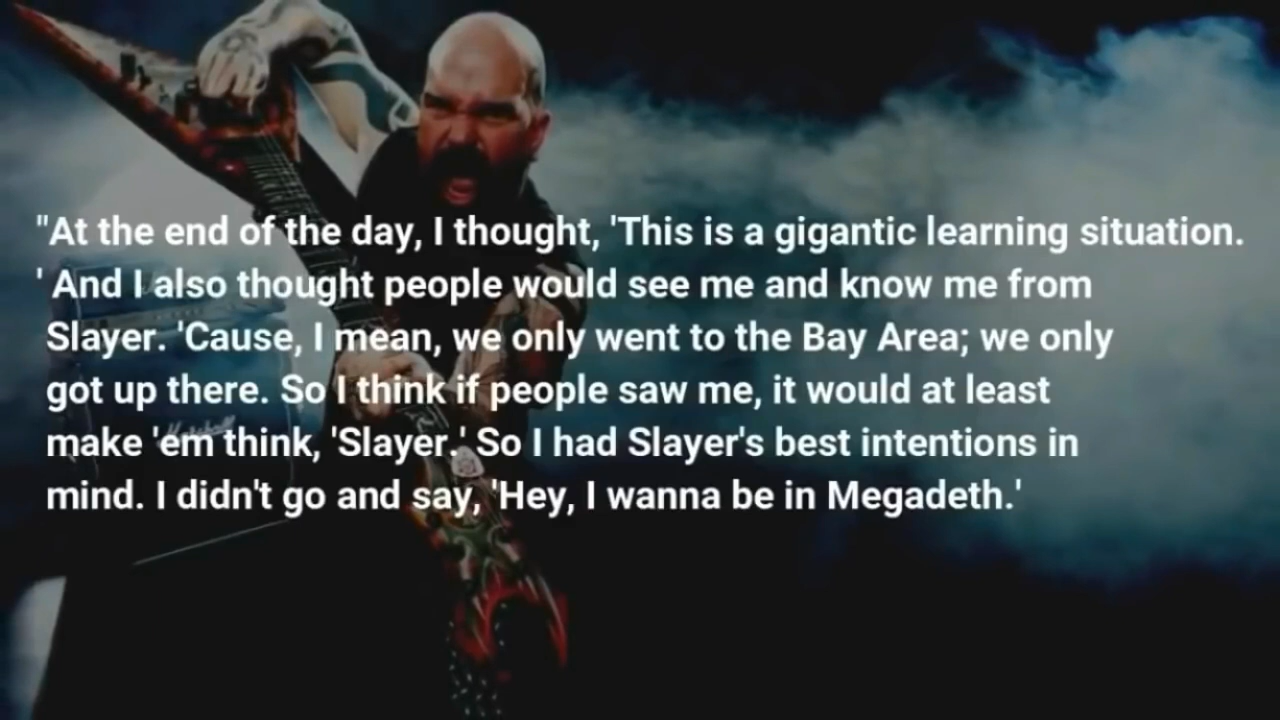 "At the end of the day, I thought, 'This is a gigantic learning situation.
' And I also thought people would see me and know me from
Slayer. 'Cause, I mean, we only went to the Bay Area; we only
got up there. So I think if people saw me, it would at least
make 'em think, 'Slayer.' So I had Slayer's best intentions in
mind. I didn't go and say, 'Hey, I wanna be in Megadeth.'
Marshall